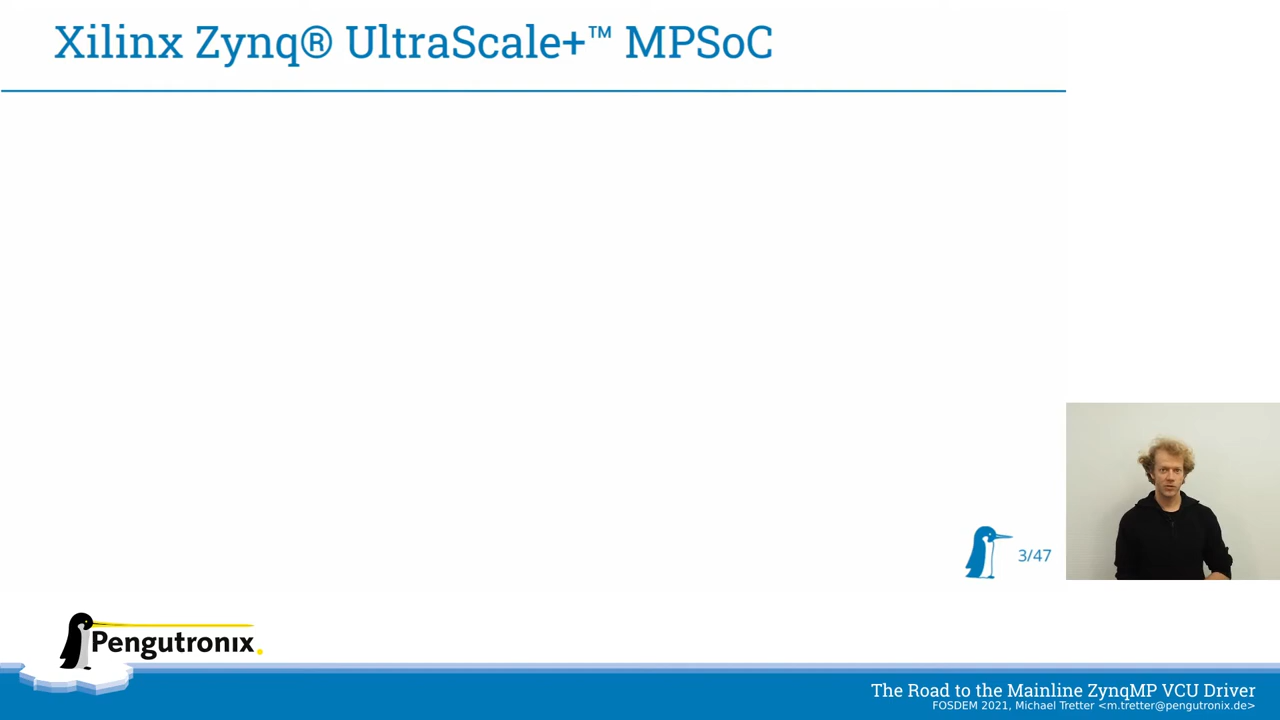 Xilinx Zynq® UltraScale+™ MPSoC
3/47
Pengutronix.
The Road to the Mainline ZynqMP VCU Driver
FOSDEM 2021, Michael Tretter <m.tretter@pengutronix.de>